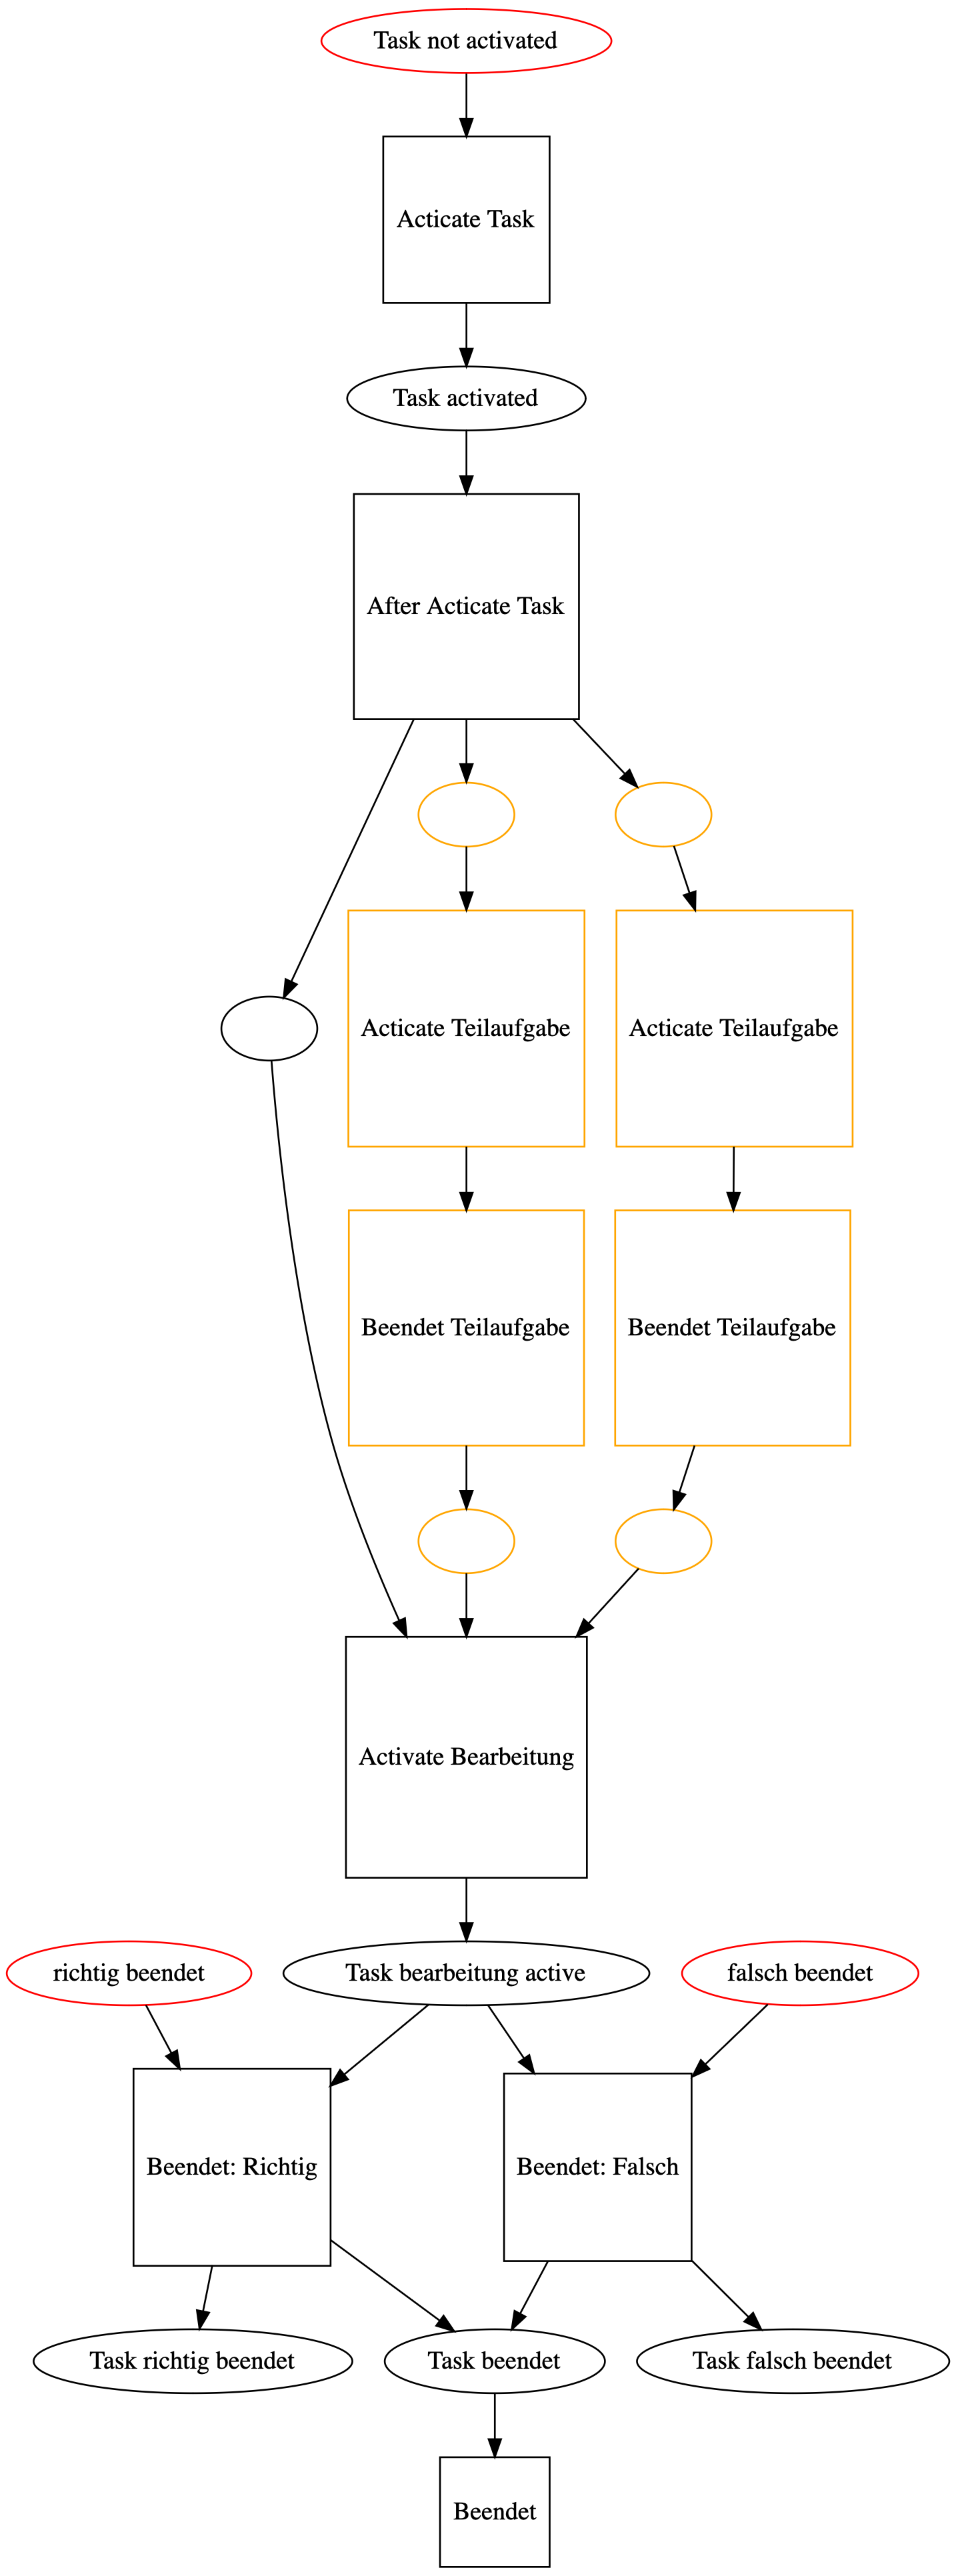 Task not activated
Acticate Task
Task activated
After Acticate Task
Acticate Teilaufgabe
Acticate Teilaufgabe
Beendet Teilaufgabe
Beendet Teilaufgabe
Activate Bearbeitung
richtig beendet
Task bearbeitung active
falsch beendet
Beendet: Richtig
Beendet: Falsch
Task richtig beendet
Task beendet
Task falsch beendet
Beendet